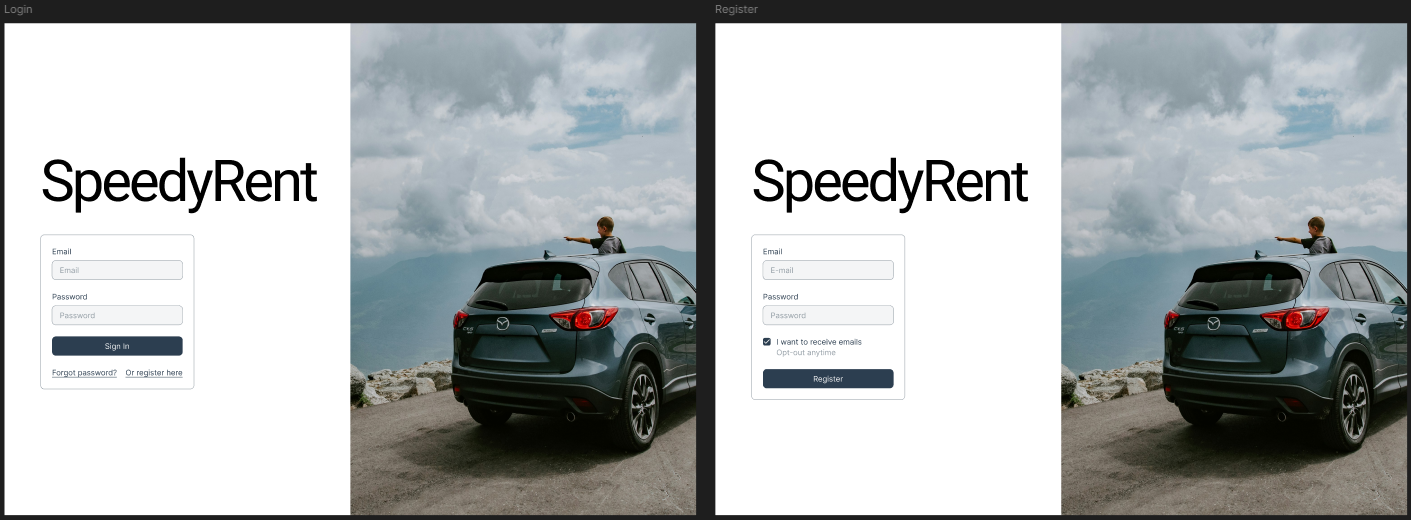 Login
SpeedyRent
Email
Email
Password
Password
Sign In
Forgot password? Or register here
Register
SpeedyRent
Email
E-mail
Password
Password
I want to receive emails
Opt-out anytime
Register